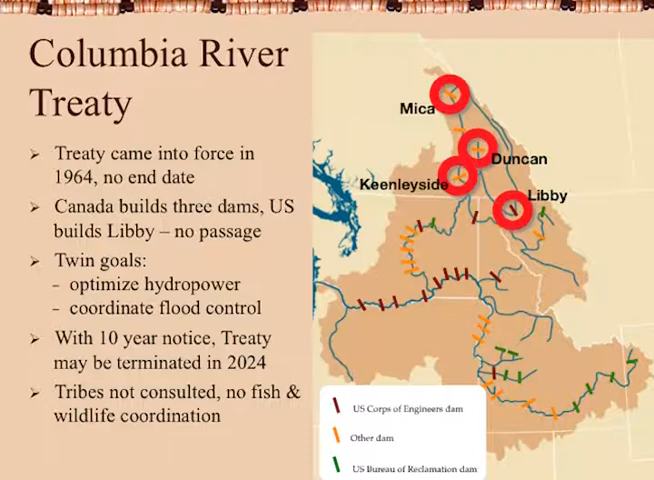 Columbia River
Treaty
➢ Treaty came into force in
1964, no end date
➢ Canada builds three dams, US
builds Libby – no passage
➢ Twin goals:
- optimize hydropower
- coordinate flood control
➢ With 10 year notice, Treaty
may be terminated in 2024
➢ Tribes not consulted, no fish &
wildlife coordination
Mica
Duncan
Keenleyside
Libby
US Corps of Engineers dam
Other dam
US Bureau of Reclamation dam